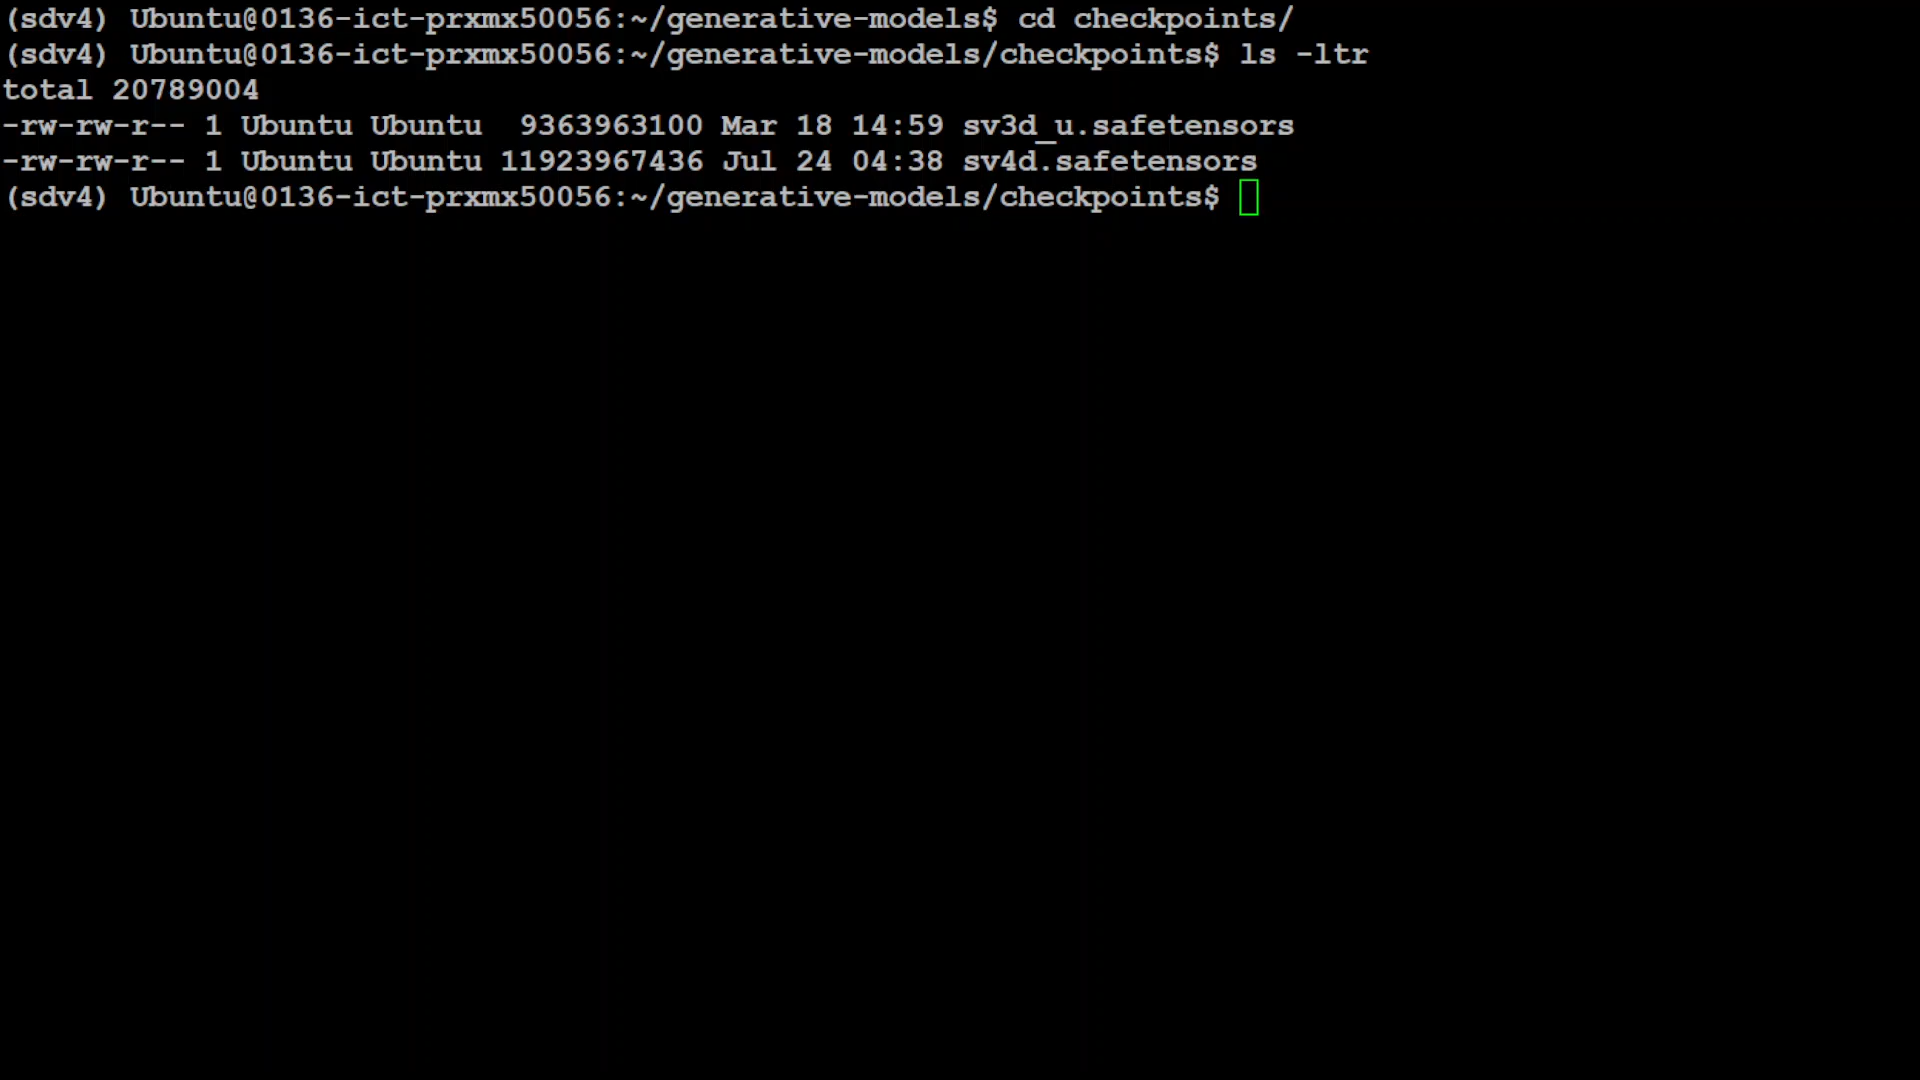 (sdv4) Ubuntu@0136-ict-prxmx50056:~/generative-models$ cd checkpoints/
(sdv4) Ubuntu@0136-ict-prxmx50056:~/generative-models/checkpoints$ ls -ltr
total 20789004
-rw-rw-r-- 1 Ubuntu Ubuntu  9363963100 Mar 18 14:59 sv3d_u.safetensors
-rw-rw-r-- 1 Ubuntu Ubuntu 11923967436 Jul 24 04:38 sv4d.safetensors
(sdv4) Ubuntu@0136-ict-prxmx50056:~/generative-models/checkpoints$